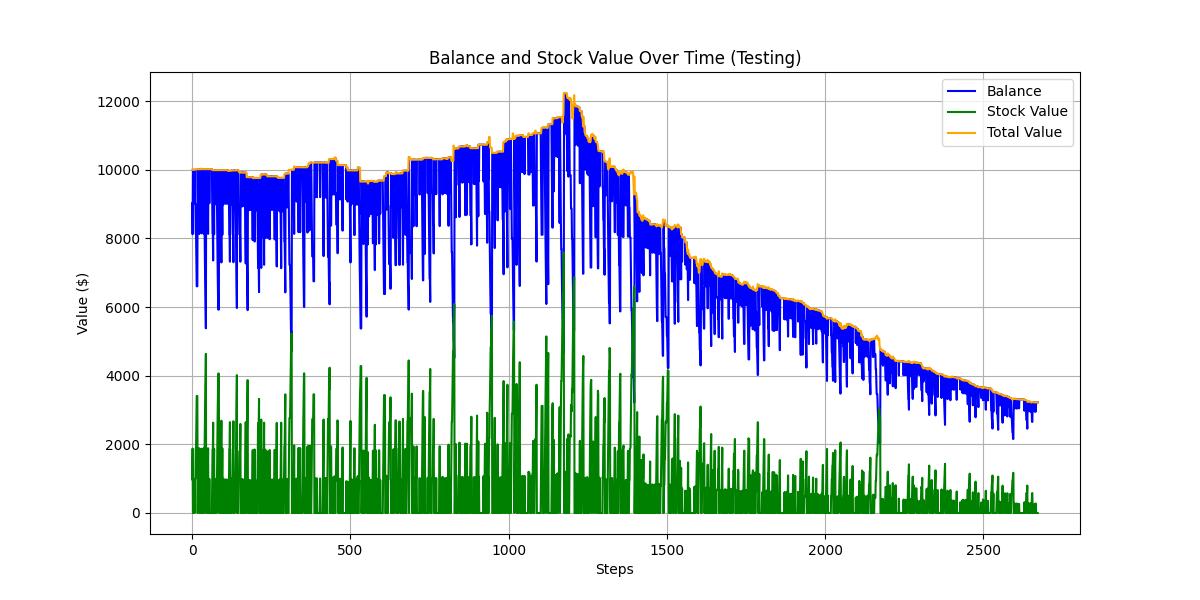 Balance and Stock Value Over Time (Testing)
Balance
Stock Value
Total Value
12000
10000
8000
6000
4000
2000
0
Value ($)
0 500 1000 1500 2000 2500
Steps